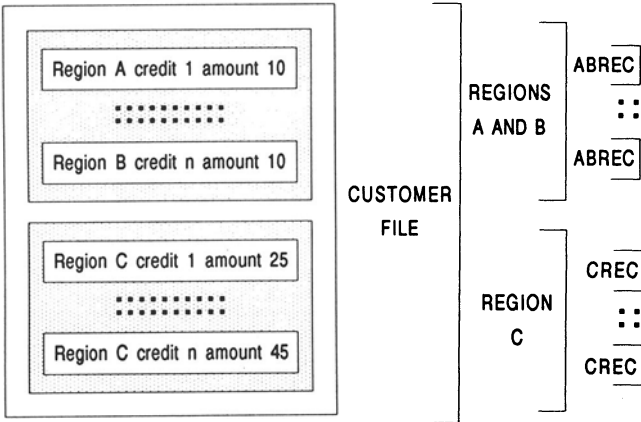 Region A credit 1 amount 10
Region B credit n amount 10
Region C credit 1 amount 25
Region C credit n amount 45
CUSTOMER
FILE
REGIONS
A AND B
REGION
C
ABREC
ABREC
CREC
CREC